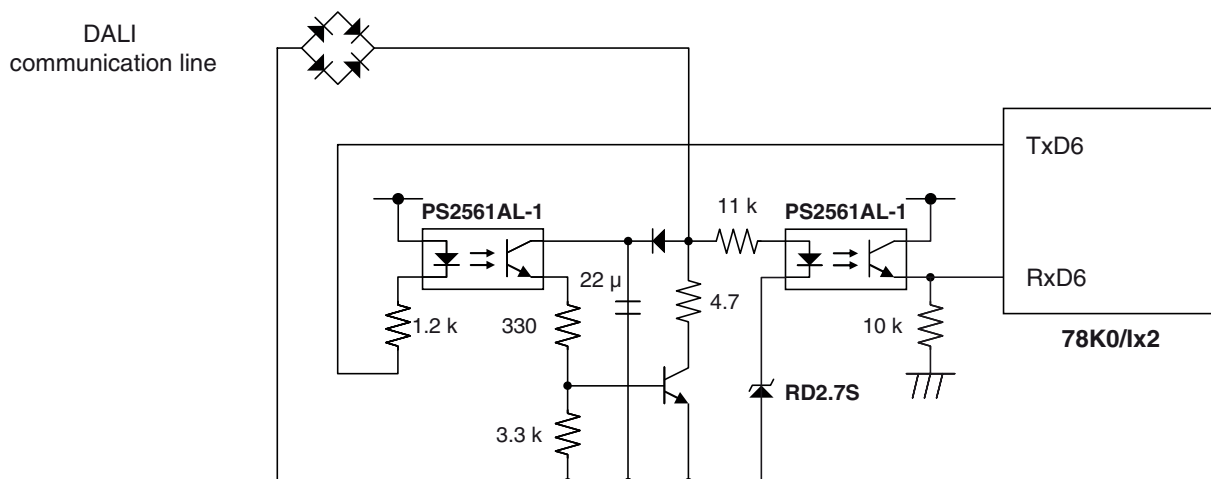 DALI
communication line
TxD6
PS2561AL-1
11 k
PS2561AL-1
22 µ
4.7
RxD6
1.2 k
330
10 k
78K0/Ix2
RD2.7S
3.3 k